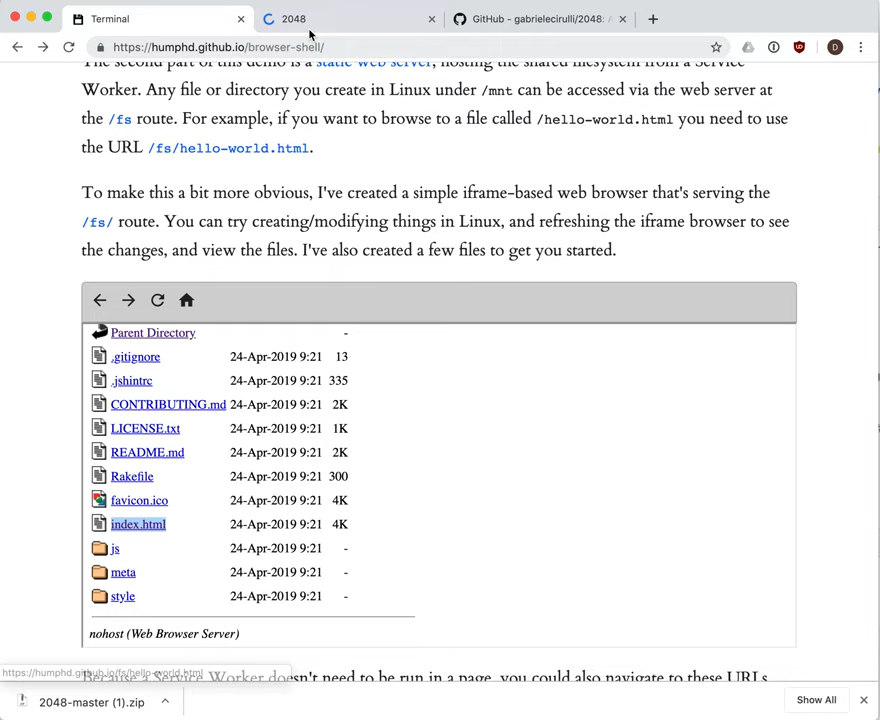 Terminal
2048
GitHub - gabrielecirulli/2048:
https://humphd.github.io/browser-shell/
D
The second part of this demo is a static web server, hosting the shared filesystem from a Service
Worker. Any file or directory you create in Linux under /mnt can be accessed via the web server at
the /fs route. For example, if you want to browse to a file called /hello-world.html you need to use
the URL /fs/hello-world.html.
To make this a bit more obvious, I've created a simple iframe-based web browser that's serving the
/fs/ route. You can try creating/modifying things in Linux, and refreshing the iframe browser to see
the changes, and view the files. I've also created a few files to get you started.
Parent Directory -
.gitignore 24-Apr-2019 9:21 13
.jshintrc 24-Apr-2019 9:21 335
CONTRIBUTING.md 24-Apr-2019 9:21 2K
LICENSE.txt 24-Apr-2019 9:21 1K
README.md 24-Apr-2019 9:21 2K
Rakefile 24-Apr-2019 9:21 300
favicon.ico 24-Apr-2019 9:21 4K
index.html 24-Apr-2019 9:21 4K
js 24-Apr-2019 9:21 -
meta 24-Apr-2019 9:21 -
style 24-Apr-2019 9:21 -
nohost (Web Browser Server)
https://humphd.github.io/fs/hello-world.html
Because a Service Worker doesn't need to be run in a page, you could also navigate to these URLs
2048-master (1).zip
Show All